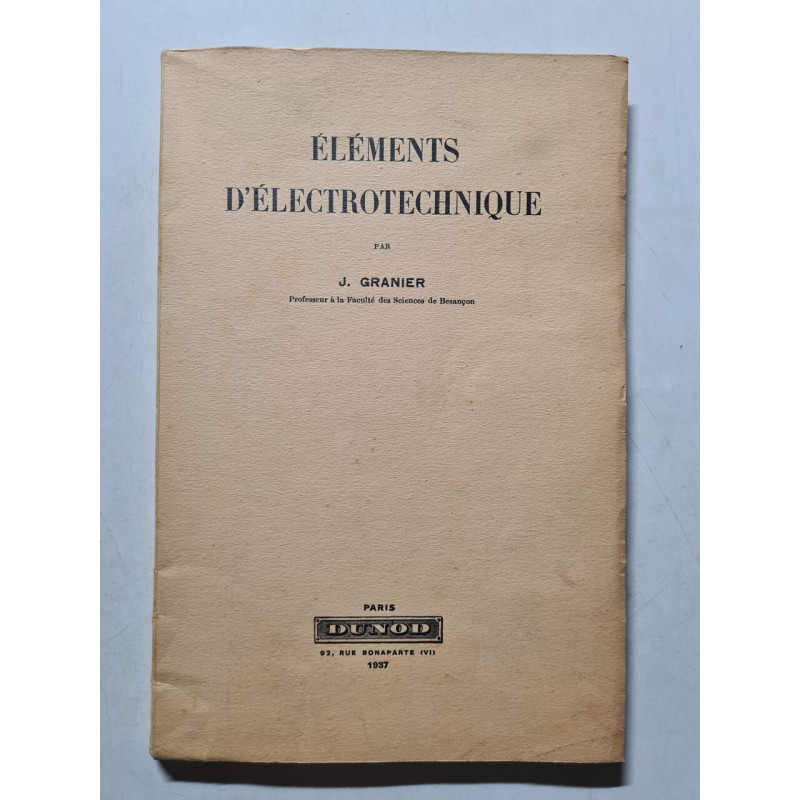 ÉLÉMENTS
D'ÉLECTROTECHNIQUE
PAR
J. GRANIER
Professeur à la Faculté des Sciences de Besançon
PARIS
DUNOD
92, RUE BONAPARTE (VI)
1937